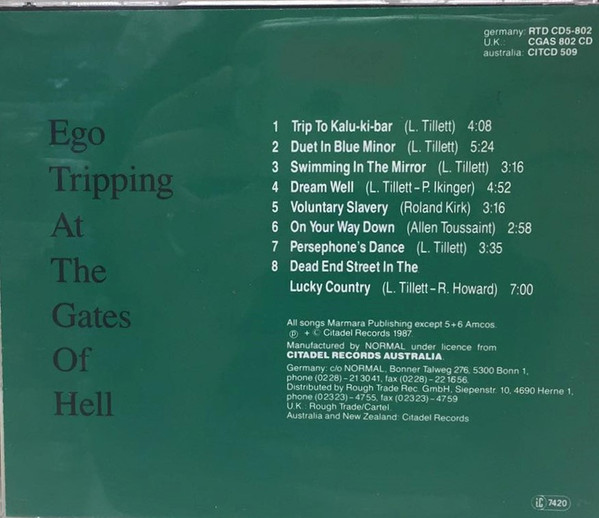 germany: RTD CD5-802
U.K.: CGAS 802 CD
australia: CITCD 509
Ego
Tripping
At
The
Gates
Of
Hell
1 Trip To Kalu-ki-bar (L. Tillett) 4:08
2 Duet In Blue Minor (L. Tillett) 5:24
3 Swimming In The Mirror (L. Tillett) 3:16
4 Dream Well (L. Tillett-P. Ikinger) 4:52
5 Voluntary Slavery (Roland Kirk) 3:16
6 On Your Way Down (Allen Toussaint) 2:58
7 Persephone's Dance (L. Tillett) 3:35
8 Dead End Street In The
Lucky Country (L. Tillett-R. Howard) 7:00
All songs Marmara Publishing except 5+6 Amcos.
℗ + © Citadel Records 1987
Manufactured by NORMAL under licence from
CITADEL RECORDS AUSTRALIA.
Germany: c/o NORMAL, Bonner Talweg 276, 5300 Bonn 1,
phone (0228)-213041, fax (0228)-221656.
Distributed by Rough Trade Rec. GmbH, Siepenstr. 10, 4690 Herne 1,
phone (02323)-4755, fax (02323)-4759
U.K.: Rough Trade/Cartel.
Australia and New Zealand: Citadel Records
iC 7420